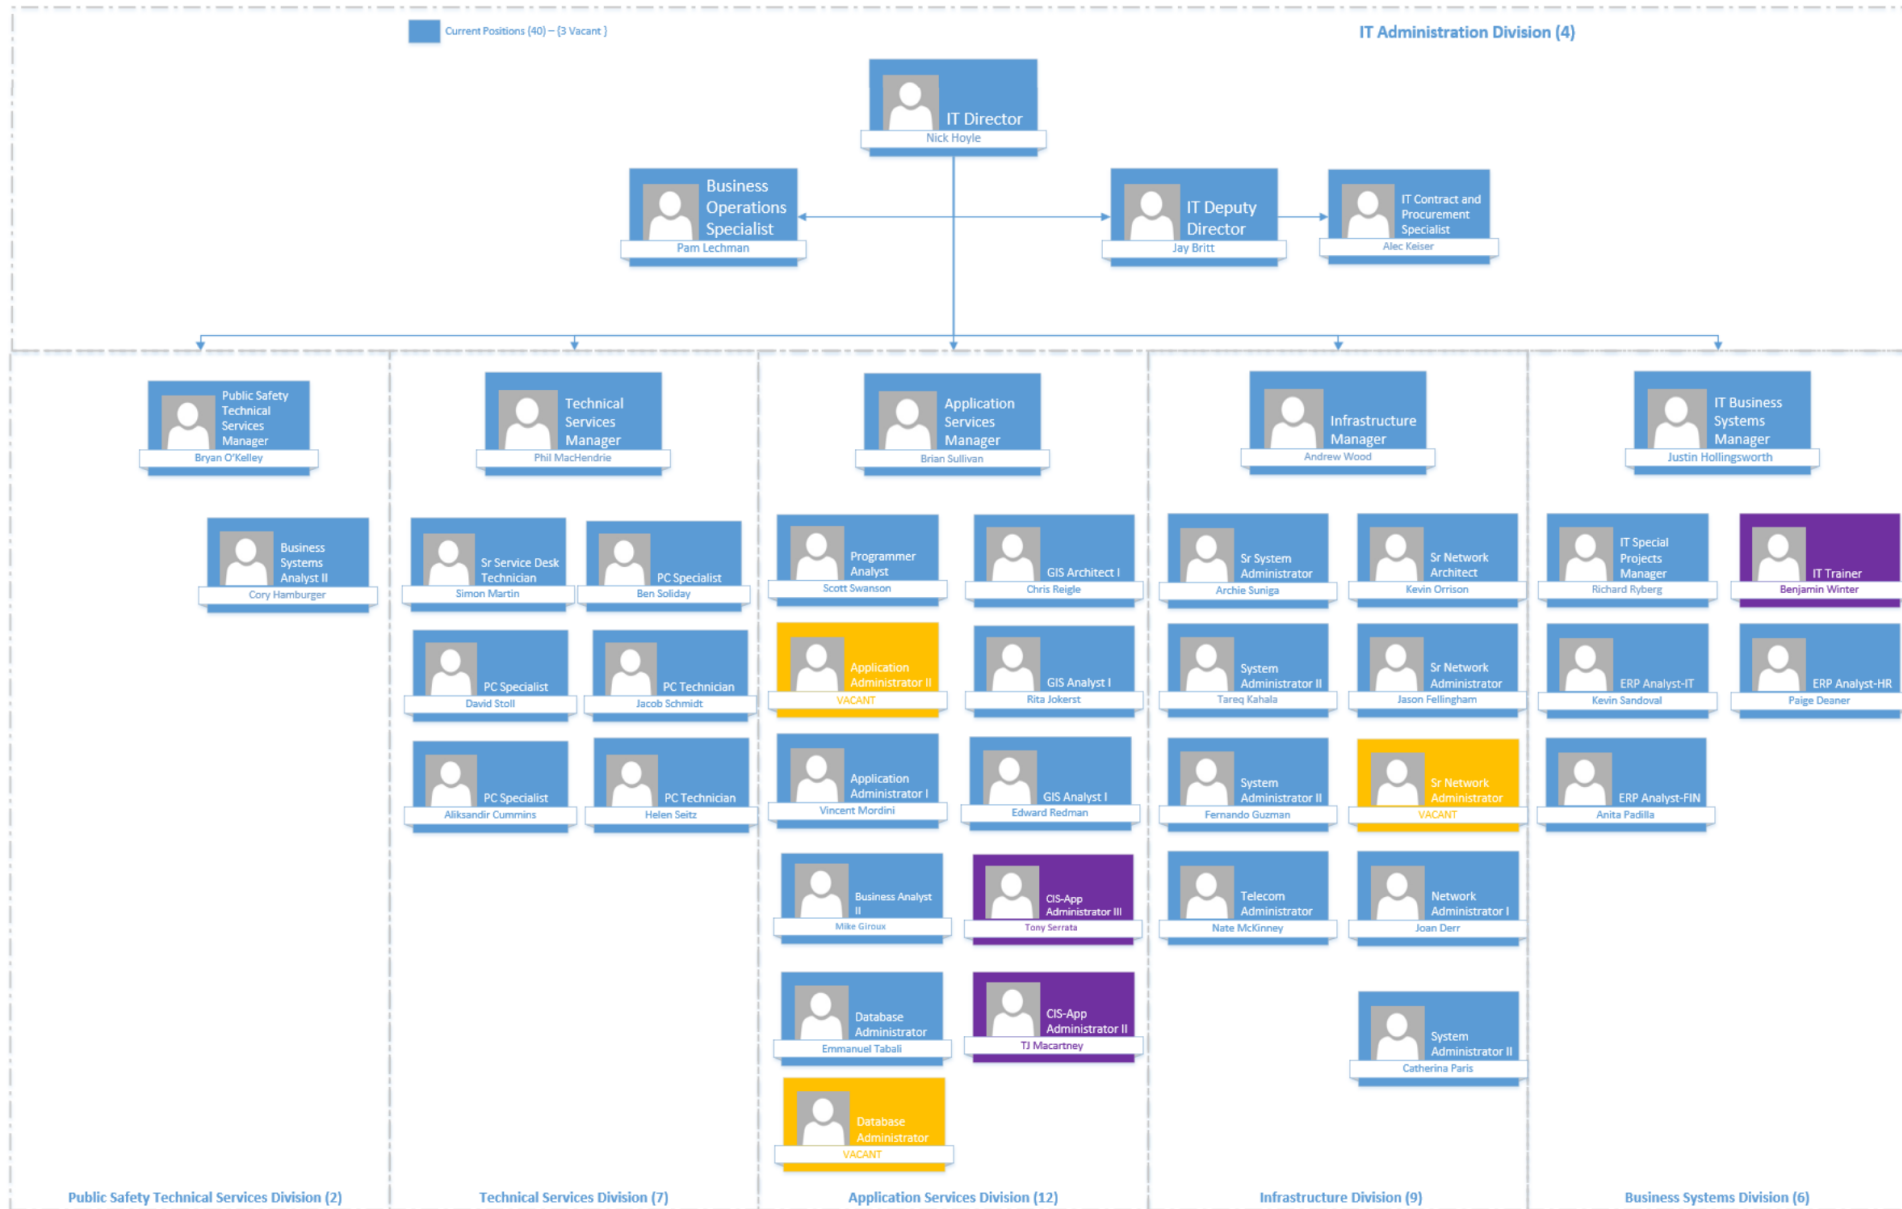 Current Positions (40) – (3 Vacant )
IT Administration Division (4)
IT Director
Nick Hoyle
Business
Operations
Specialist
Pam Lechman
IT Deputy
Director
Jay Britt
IT Contract and
Procurement
Specialist
Alec Keiser
Public Safety
Technical
Services
Manager
Bryan O'Kelley
Technical
Services
Manager
Phil MacHendrie
Application
Services
Manager
Brian Sullivan
Infrastructure
Manager
Andrew Wood
IT Business
Systems
Manager
Justin Hollingsworth
Business
Systems
Analyst II
Cory Hamburger
Sr Service Desk
Technician
Simon Martin
PC Specialist
Ben Soliday
PC Specialist
David Stoll
PC Technician
Jacob Schmidt
PC Specialist
Aliksandir Cummins
PC Technician
Helen Seitz
Programmer
Analyst
Scott Swanson
GIS Architect I
Chris Reigle
Application
Administrator II
VACANT
GIS Analyst I
Rita Jokerst
Application
Administrator I
Vincent Mordini
GIS Analyst I
Edward Redman
Business Analyst
II
Mike Giroux
CIS-App
Administrator III
Tony Serrata
Database
Administrator
Emmanuel Tabali
CIS-App
Administrator II
TJ Macartney
Database
Administrator
VACANT
Sr System
Administrator
Archie Suniga
Sr Network
Architect
Kevin Orrison
System
Administrator II
Tareq Kahala
Sr Network
Administrator
Jason Fellingham
System
Administrator II
Fernando Guzman
Sr Network
Administrator
VACANT
Telecom
Administrator
Nate McKinney
Network
Administrator I
Joan Derr
System
Administrator II
Catherina Paris
IT Special
Projects
Manager
Richard Ryberg
IT Trainer
Benjamin Winter
ERP Analyst-IT
Kevin Sandoval
ERP Analyst-HR
Paige Deaner
ERP Analyst-FIN
Anita Padilla
Public Safety Technical Services Division (2)
Technical Services Division (7)
Application Services Division (12)
Infrastructure Division (9)
Business Systems Division (6)